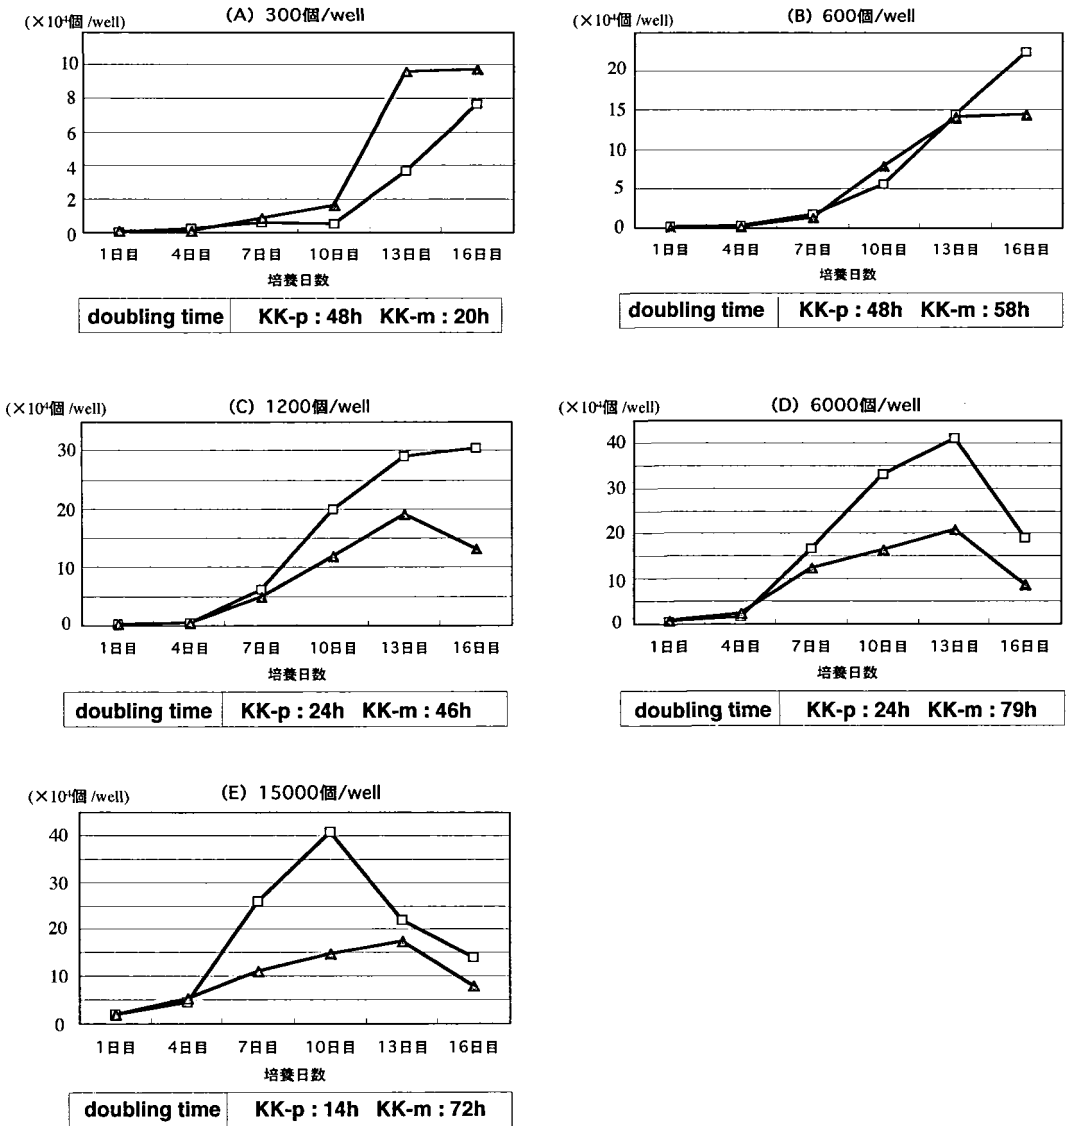 (A) 300個/well
(×10⁴個 /well)
10
8
6
4
2
0
1日目 4日目 7日目 10日目 13日目 16日目
培養日数
doubling time KK-p : 48h KK-m : 20h
(B) 600個/well
(×10⁴個 /well)
20
15
10
5
0
1日目 4日目 7日目 10日目 13日目 16日目
培養日数
doubling time KK-p : 48h KK-m : 58h
(C) 1200個/well
(×10⁴個 /well)
30
20
10
0
1日目 4日目 7日目 10日目 13日目 16日目
培養日数
doubling time KK-p : 24h KK-m : 46h
(D) 6000個/well
(×10⁴個 /well)
40
30
20
10
0
1日目 4日目 7日目 10日目 13日目 16日目
培養日数
doubling time KK-p : 24h KK-m : 79h
(E) 15000個/well
(×10⁴個 /well)
40
30
20
10
0
1日目 4日目 7日目 10日目 13日目 16日目
培養日数
doubling time KK-p : 14h KK-m : 72h